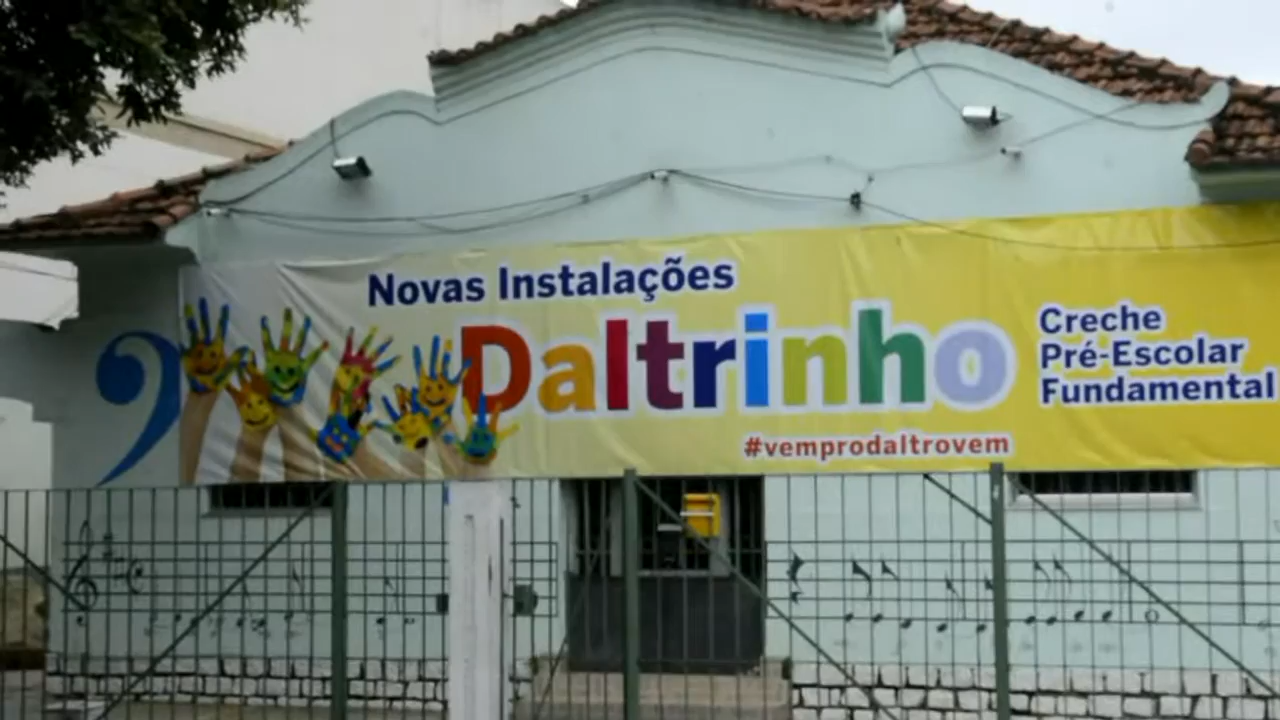 Novas Instalações
Daltrinho
Creche
Pré-Escolar
Fundamental
#vemprodaltrovem